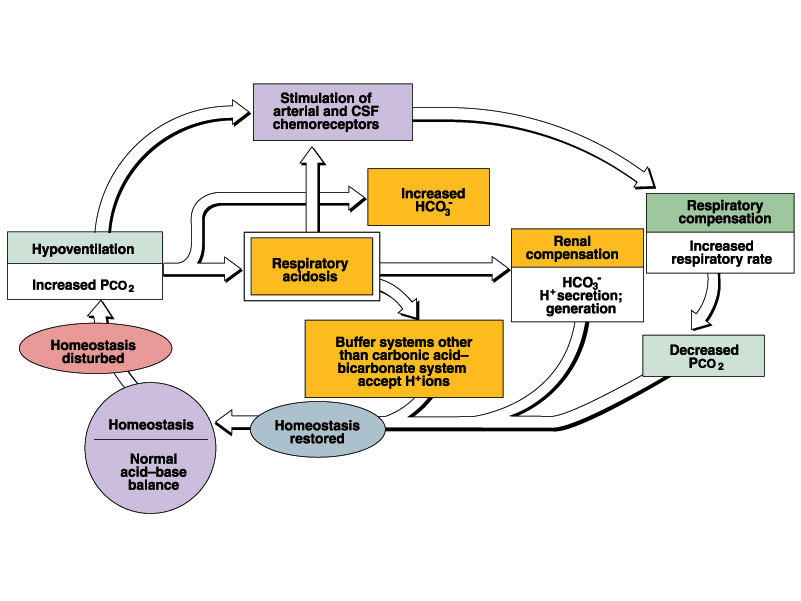 Stimulation of
arterial and CSF
chemoreceptors
Increased
HCO₃⁻
Respiratory
compensation
Increased
respiratory rate
Hypoventilation
Increased PCO₂
Respiratory
acidosis
Renal
compensation
HCO₃⁻
H⁺secretion;
generation
Homeostasis
disturbed
Buffer systems other
than carbonic acid–
bicarbonate system
accept H⁺ions
Decreased
PCO₂
Homeostasis
Normal
acid–base
balance
Homeostasis
restored